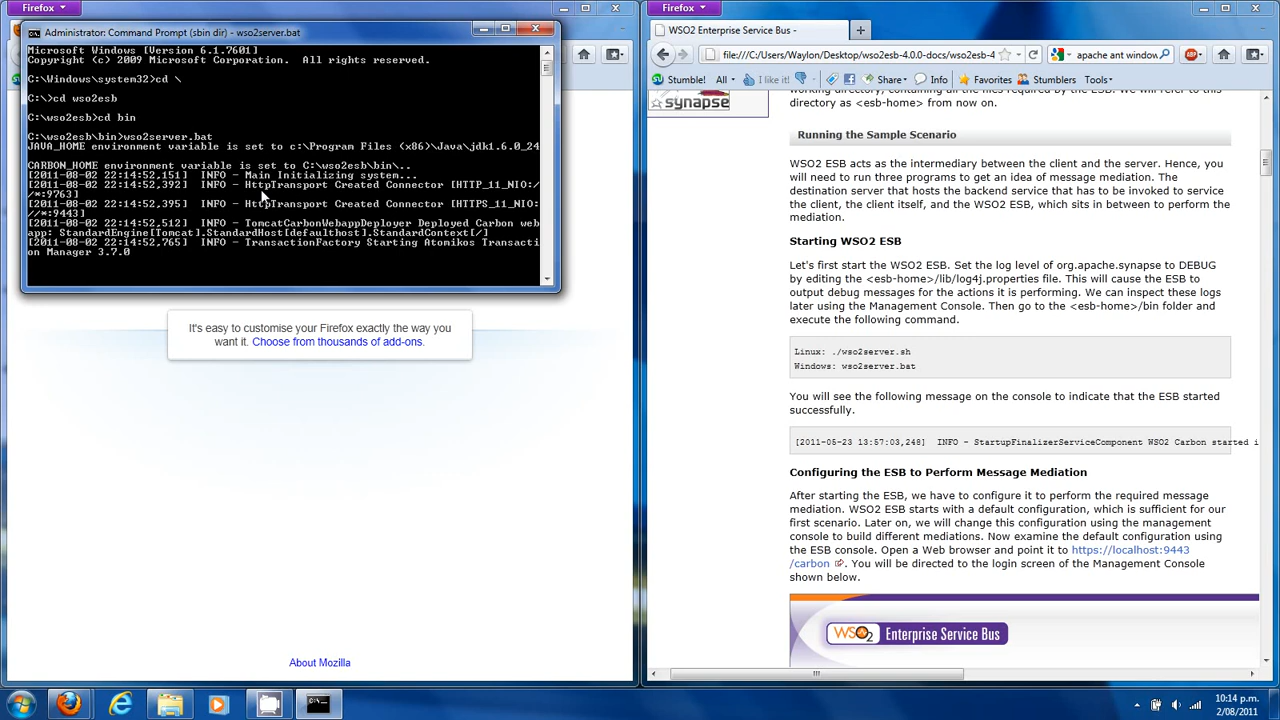 Firefox
Administrator: Command Prompt (sbin dir) - wso2server.bat
Microsoft Windows [Version 6.1.7601]
Copyright (c) 2009 Microsoft Corporation.  All rights reserved.
C:\Windows\system32>cd \
C:\>cd wso2esb
C:\wso2esb>cd bin
C:\wso2esb\bin>wso2server.bat
JAVA_HOME environment variable is set to c:\Program Files (x86)\Java\jdk1.6.0_24
CARBON_HOME environment variable is set to C:\wso2esb\bin\..
[2011-08-02 22:14:52,151]  INFO - Main Initializing system...
[2011-08-02 22:14:52,392]  INFO - HttpTransport Created Connector [HTTP_11_NIO:/
/*:9763]
[2011-08-02 22:14:52,395]  INFO - HttpTransport Created Connector [HTTPS_11_NIO:
//*:9443]
[2011-08-02 22:14:52,512]  INFO - TomcatCarbonWebappDeployer Deployed Carbon web
app: StandardEngine[Tomcat].StandardHost[defaulthost].StandardContext[/]
[2011-08-02 22:14:52,765]  INFO - TransactionFactory Starting Atomikos Transacti
on Manager 3.7.0
It's easy to customise your Firefox exactly the way you
want it. Choose from thousands of add-ons.
About Mozilla
Firefox
WSO2 Enterprise Service Bus -
file:///C:/Users/Waylon/Desktop/wso2esb-4.0.0-docs/wso2esb-4
apache ant window
ABP
Stumble!
All
I like it!
Share
Info
Favorites
Stumblers
Tools
synapse
working directory, containing all the files required by the ESB. We will refer to this
directory as <esb-home> from now on.
Running the Sample Scenario
WSO2 ESB acts as the intermediary between the client and the server. Hence, you
will need to run three programs to get an idea of message mediation. The
destination server that hosts the backend service that has to be invoked to service
the client, the client itself, and the WSO2 ESB, which sits in between to perform the
mediation.
Starting WSO2 ESB
Let's first start the WSO2 ESB. Set the log level of org.apache.synapse to DEBUG
by editing the <esb-home>/lib/log4j.properties file. This will cause the ESB to
output debug messages for the actions it is performing. We can inspect these logs
later using the Management Console. Then go to the <esb-home>/bin folder and
execute the following command.
Linux: ./wso2server.sh
Windows: wso2server.bat
You will see the following message on the console to indicate that the ESB started
successfully.
[2011-05-23 13:57:03,248]  INFO - StartupFinalizerServiceComponent WSO2 Carbon started i
Configuring the ESB to Perform Message Mediation
After starting the ESB, we have to configure it to perform the required message
mediation. WSO2 ESB starts with a default configuration, which is sufficient for our
first scenario. Later on, we will change this configuration using the management
console to build different mediations. Now examine the default configuration using
the ESB console. Open a Web browser and point it to https://localhost:9443
/carbon . You will be directed to the login screen of the Management Console
shown below.
WSO2 Enterprise Service Bus
10:14 p.m.
2/08/2011